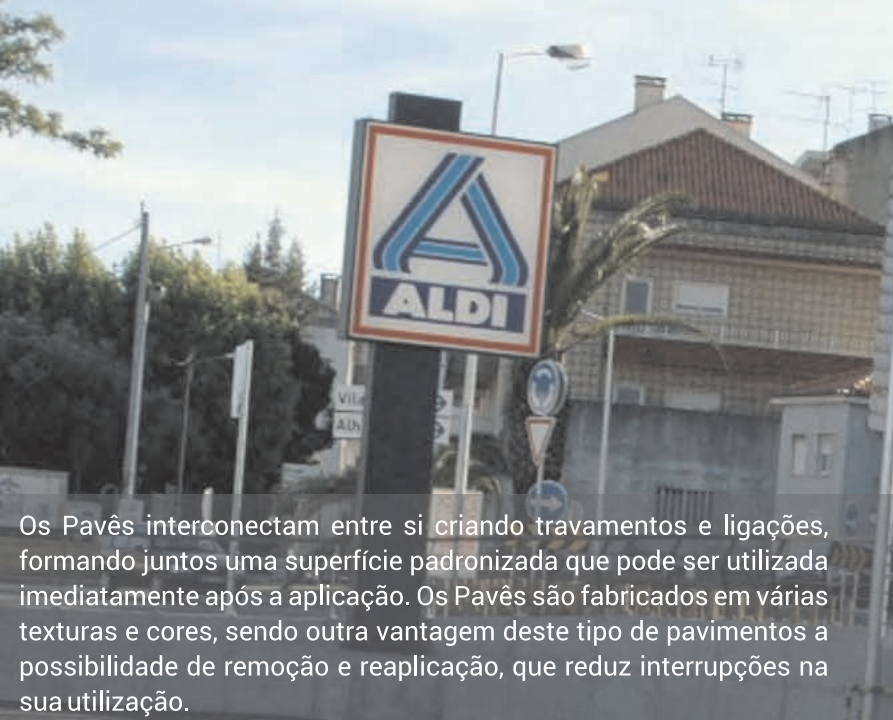 ALDI
Vila
Alh
Os Pavês interconectam entre si criando travamentos e ligações,
formando juntos uma superfície padronizada que pode ser utilizada
imediatamente após a aplicação. Os Pavês são fabricados em várias
texturas e cores, sendo outra vantagem deste tipo de pavimentos a
possibilidade de remoção e reaplicação, que reduz interrupções na
sua utilização.